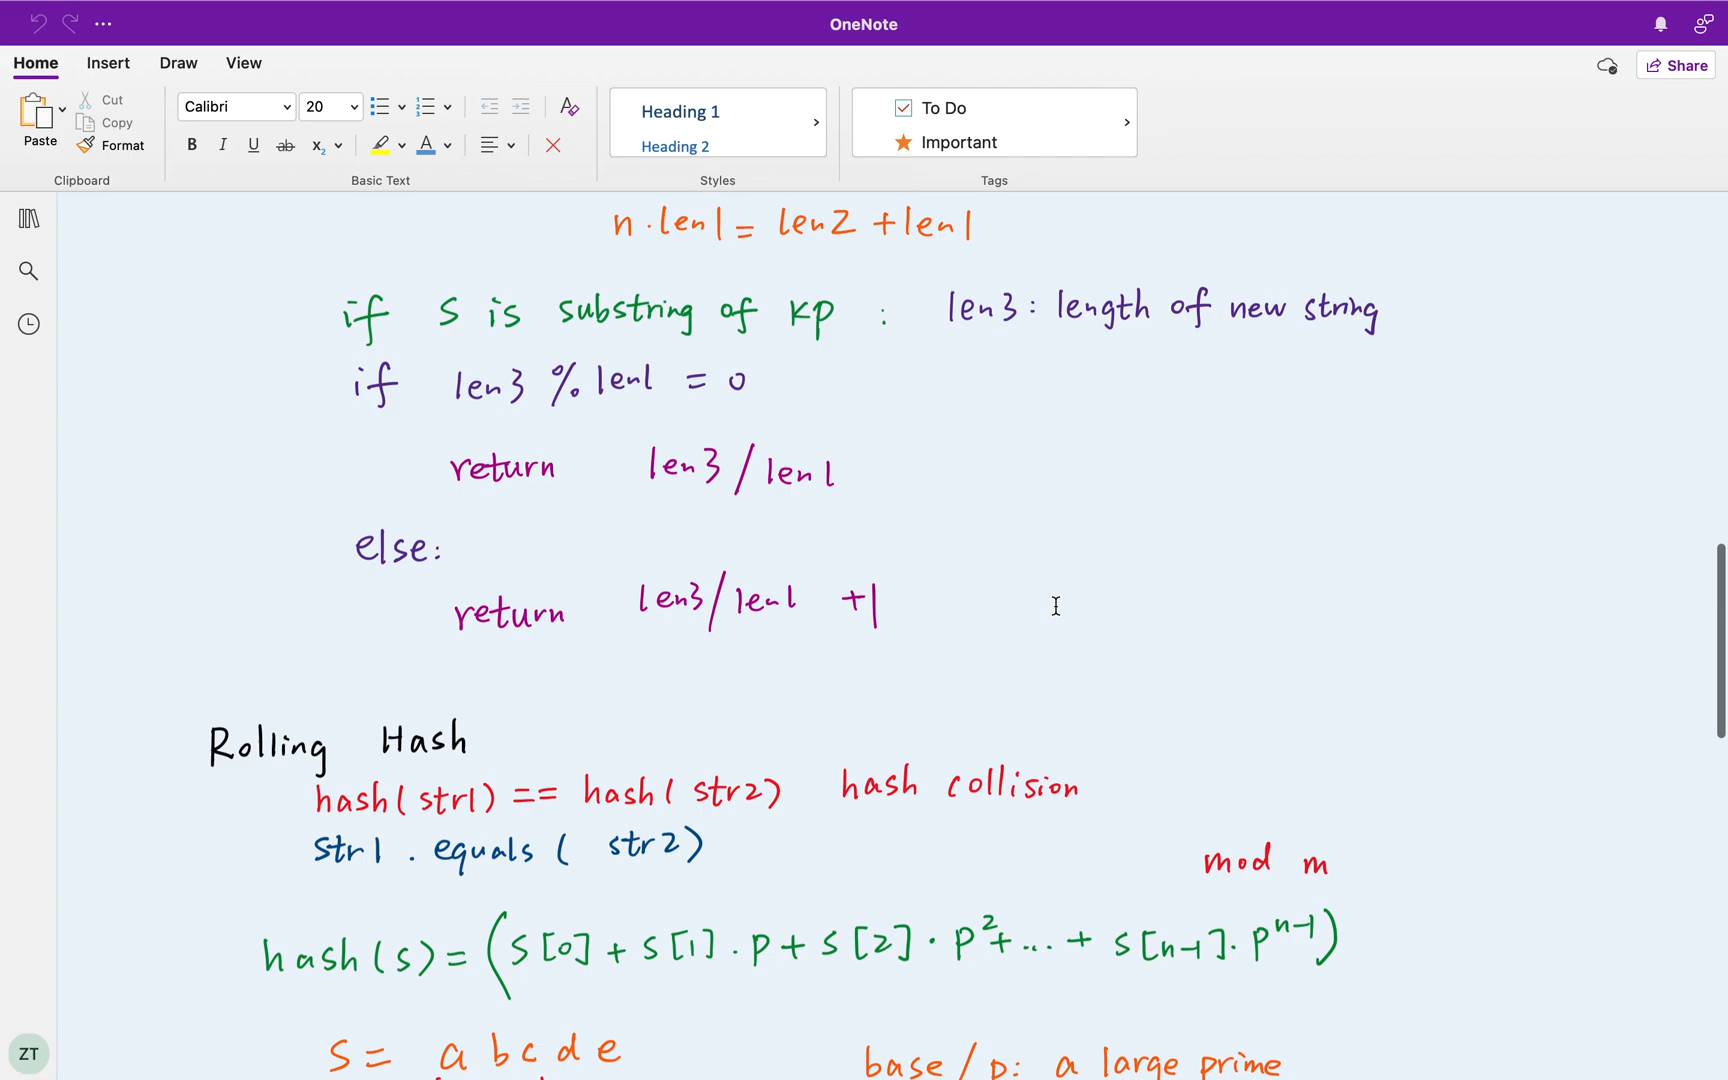 OneNote
Home Insert Draw View
Share
Paste
Cut
Copy
Format
Calibri 20
B I U ab x₂ A
Heading 1
Heading 2
To Do
Important
Clipboard Basic Text Styles Tags
n . len1 = len2 + len1
if S is substring of kp : len3 : length of new string
if len3 % len1 = 0
return len3 / len1
else:
return len3 / len1 +1
Rolling Hash
hash( str1) == hash( str2) hash collision
str1 . equals ( str2)
mod m
hash(s) = (s[0] + s[1] . p + s[2] . p² + ... + s[n-1] . pⁿ⁻¹)
S = a b c d e
base / p: a large prime
ZT